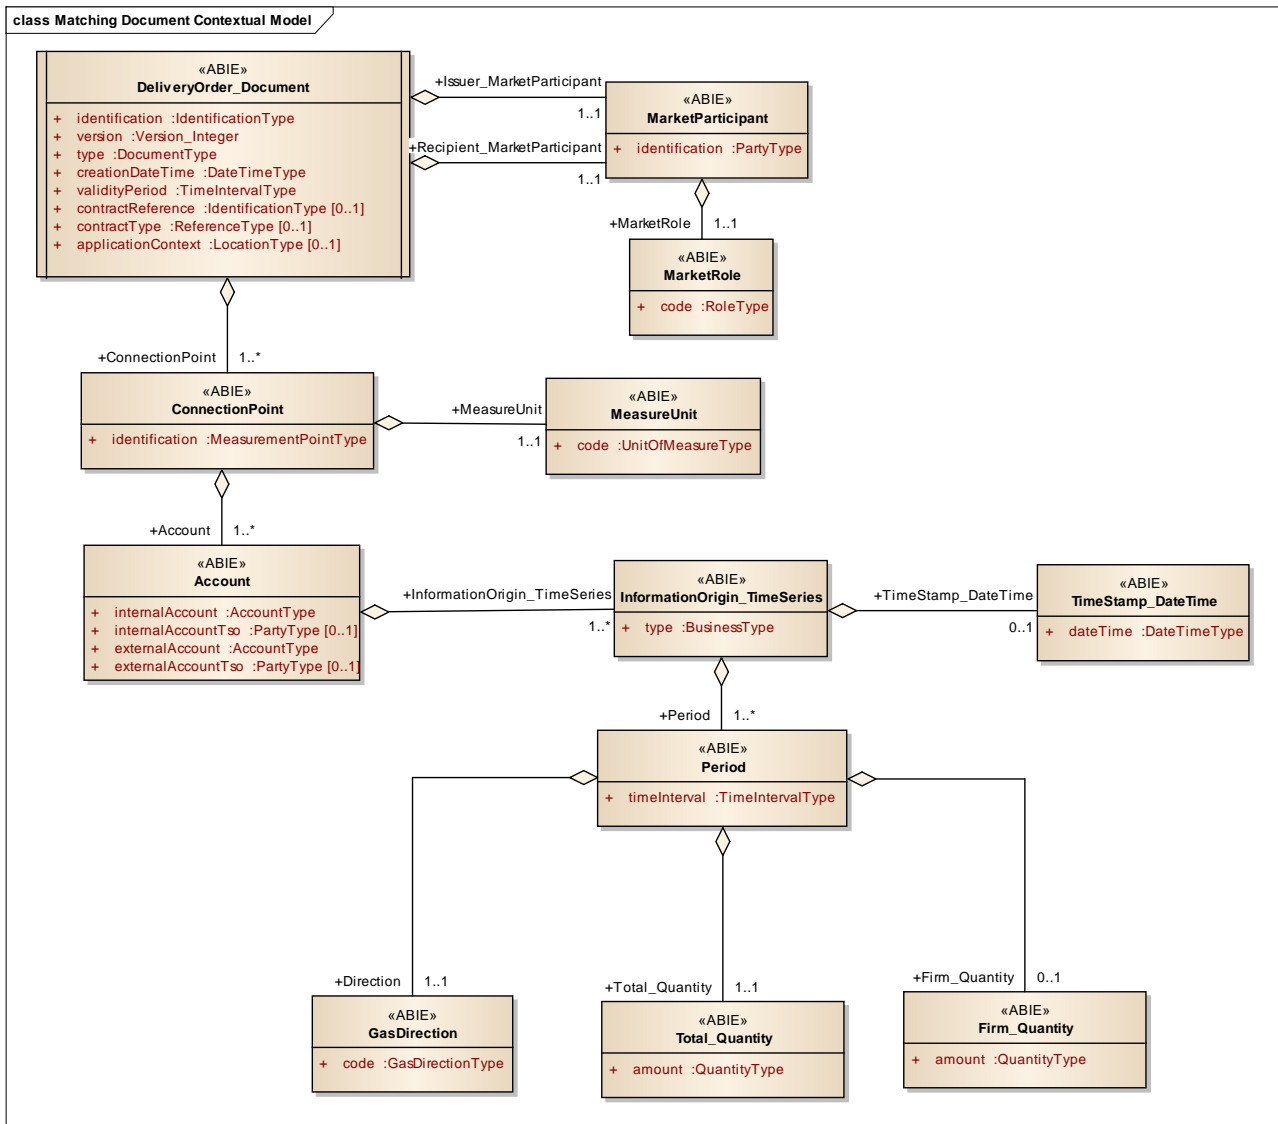 class Matching Document Contextual Model
«ABIE»
DeliveryOrder_Document
+ identification :IdentificationType
+ version :Version_Integer
+ type :DocumentType
+ creationDateTime :DateTimeType
+ validityPeriod :TimeIntervalType
+ contractReference :IdentificationType [0..1]
+ contractType :ReferenceType [0..1]
+ applicationContext :LocationType [0..1]
+Issuer_MarketParticipant
1..1
+Recipient_MarketParticipant
1..1
«ABIE»
MarketParticipant
+ identification :PartyType
+MarketRole 1..1
«ABIE»
MarketRole
+ code :RoleType
+ConnectionPoint 1..*
«ABIE»
ConnectionPoint
+ identification :MeasurementPointType
+MeasureUnit
1..1
«ABIE»
MeasureUnit
+ code :UnitOfMeasureType
+Account 1..*
«ABIE»
Account
+ internalAccount :AccountType
+ internalAccountTso :PartyType [0..1]
+ externalAccount :AccountType
+ externalAccountTso :PartyType [0..1]
+InformationOrigin_TimeSeries
1..*
«ABIE»
InformationOrigin_TimeSeries
+ type :BusinessType
+TimeStamp_DateTime
0..1
«ABIE»
TimeStamp_DateTime
+ dateTime :DateTimeType
+Period 1..*
«ABIE»
Period
+ timeInterval :TimeIntervalType
+Direction 1..1
«ABIE»
GasDirection
+ code :GasDirectionType
+Total_Quantity 1..1
«ABIE»
Total_Quantity
+ amount :QuantityType
+Firm_Quantity 0..1
«ABIE»
Firm_Quantity
+ amount :QuantityType